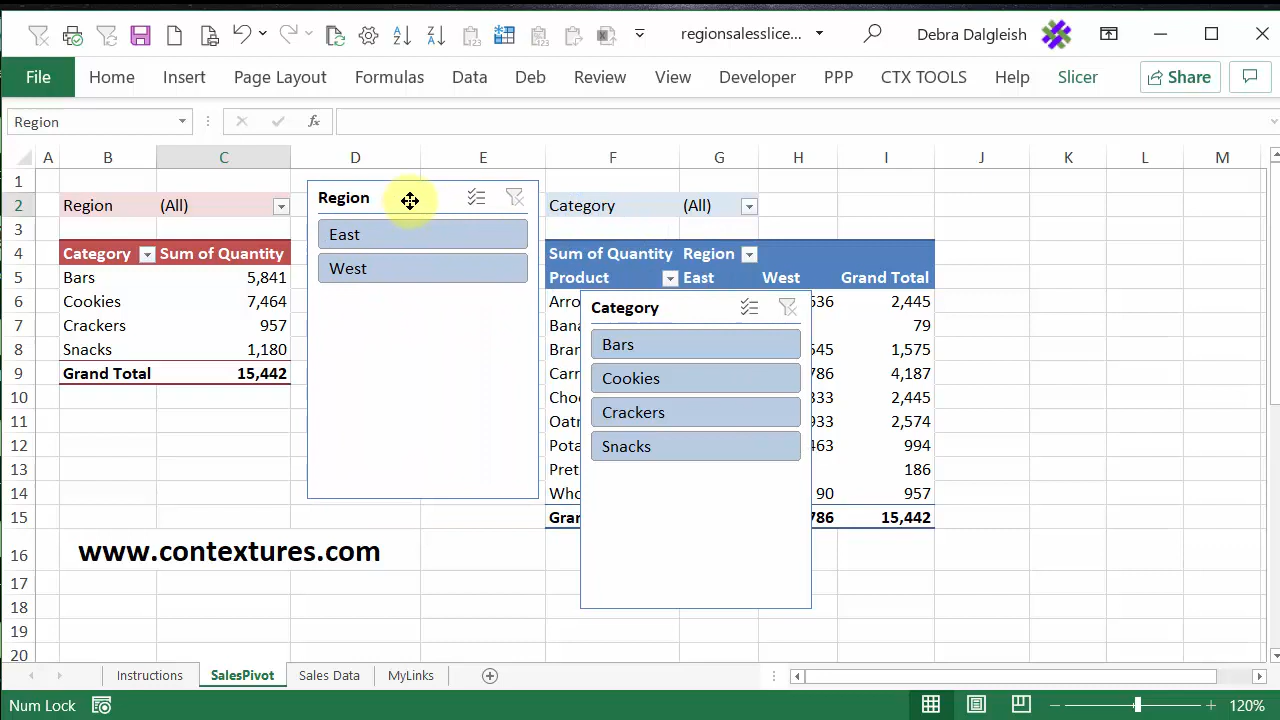 regionsalesslice...
Debra Dalgleish
File Home Insert Page Layout Formulas Data Deb Review View Developer PPP CTX TOOLS Help Slicer Share
Region fx
A B C D E F G H I J K L M
1
2 Region (All) Category (All)
3
4 Category Sum of Quantity Sum of Quantity Region
5 Bars 5,841 Product East West Grand Total
6 Cookies 7,464 Arro 636 2,445
7 Crackers 957 Bana 79
8 Snacks 1,180 Bran 545 1,575
9 Grand Total 15,442 Carr 786 4,187
10 Choc 333 2,445
11 Oatr 933 2,574
12 Pota 463 994
13 Pret 186
14 Who 90 957
15 Gran 786 15,442
16 www.contextures.com
17
18
19
20
Region
East
West
Category
Bars
Cookies
Crackers
Snacks
Instructions SalesPivot Sales Data MyLinks
Num Lock 120%